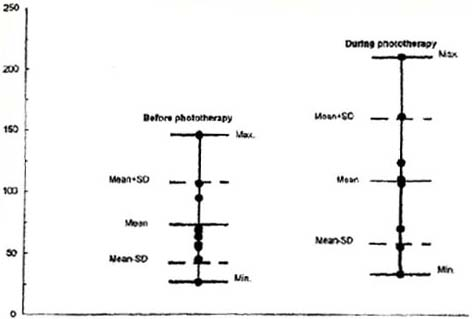 250
During phototherapy
Max.
200
Mean+SD
150
Before phototherapy
Max.
Mean+SD
Mean
100
Mean
Mean-SD
50
Mean-SD
Min.
Min.
0